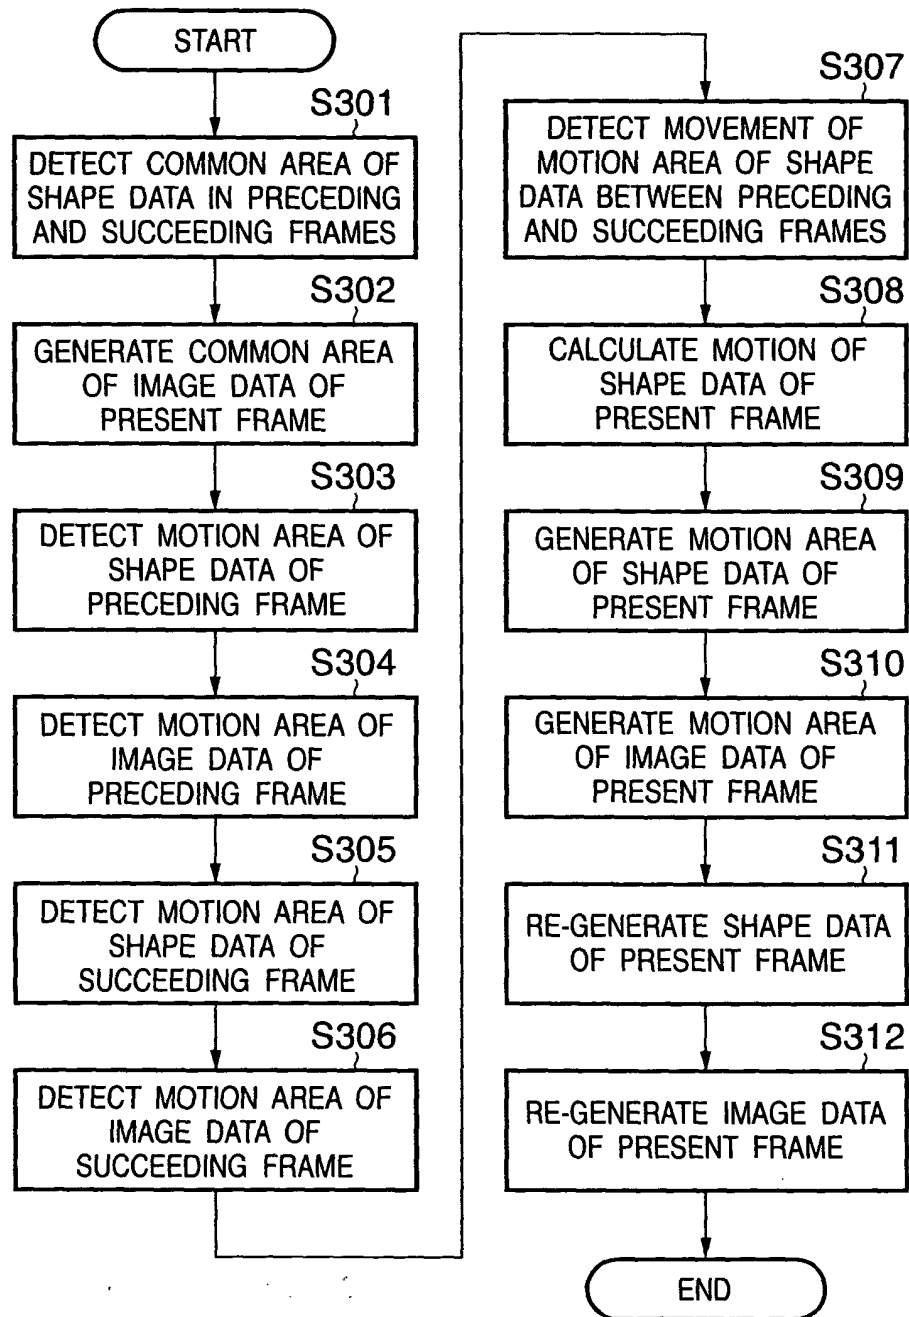 START
S301
DETECT COMMON AREA OF
SHAPE DATA IN PRECEDING
AND SUCCEEDING FRAMES
S302
GENERATE COMMON AREA
OF IMAGE DATA OF
PRESENT FRAME
S303
DETECT MOTION AREA OF
SHAPE DATA OF
PRECEDING FRAME
S304
DETECT MOTION AREA OF
IMAGE DATA OF
PRECEDING FRAME
S305
DETECT MOTION AREA OF
SHAPE DATA OF
SUCCEEDING FRAME
S306
DETECT MOTION AREA OF
IMAGE DATA OF
SUCCEEDING FRAME
S307
DETECT MOVEMENT OF
MOTION AREA OF SHAPE
DATA BETWEEN PRECEDING
AND SUCCEEDING FRAMES
S308
CALCULATE MOTION OF
SHAPE DATA OF
PRESENT FRAME
S309
GENERATE MOTION AREA
OF SHAPE DATA OF
PRESENT FRAME
S310
GENERATE MOTION AREA
OF IMAGE DATA OF
PRESENT FRAME
S311
RE-GENERATE SHAPE DATA
OF PRESENT FRAME
S312
RE-GENERATE IMAGE DATA
OF PRESENT FRAME
END